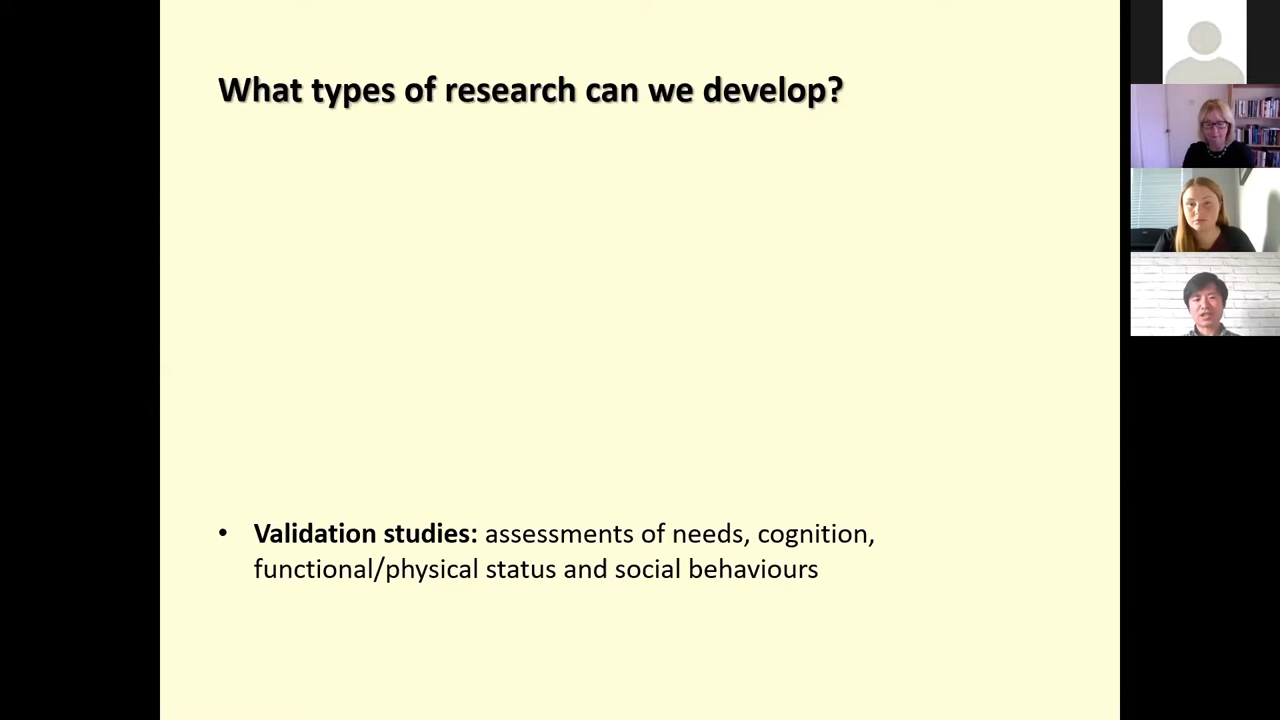 What types of research can we develop?
• Validation studies: assessments of needs, cognition,
functional/physical status and social behaviours